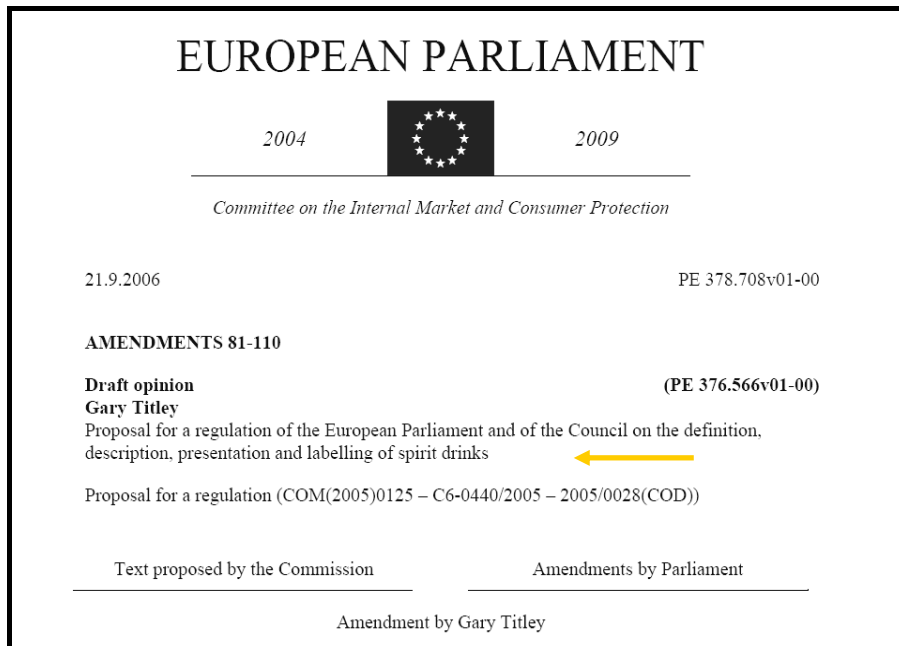 EUROPEAN PARLIAMENT
2004 2009
Committee on the Internal Market and Consumer Protection
21.9.2006 PE 378.708v01-00
AMENDMENTS 81-110
Draft opinion (PE 376.566v01-00)
Gary Titley
Proposal for a regulation of the European Parliament and of the Council on the definition,
description, presentation and labelling of spirit drinks
Proposal for a regulation (COM(2005)0125 – C6-0440/2005 – 2005/0028(COD))
Text proposed by the Commission Amendments by Parliament
Amendment by Gary Titley